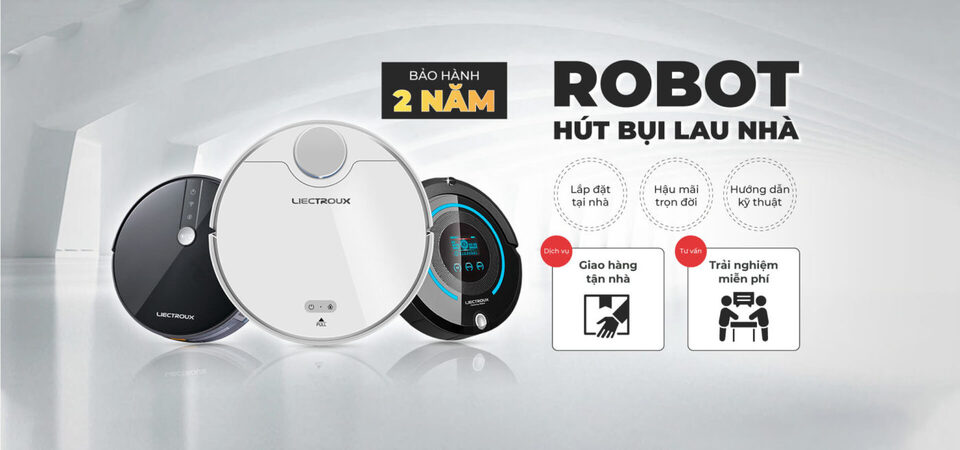 BẢO HÀNH
2 NĂM
ROBOT
HÚT BỤI LAU NHÀ
Lắp đặt
tại nhà
Hậu mãi
trọn đời
Hướng dẫn
kỹ thuật
Dịch vụ
Giao hàng
tận nhà
Tư vấn
Trải nghiệm
miễn phí
LIECTROUX
LIECTROUX
PULL
LIECTROUX